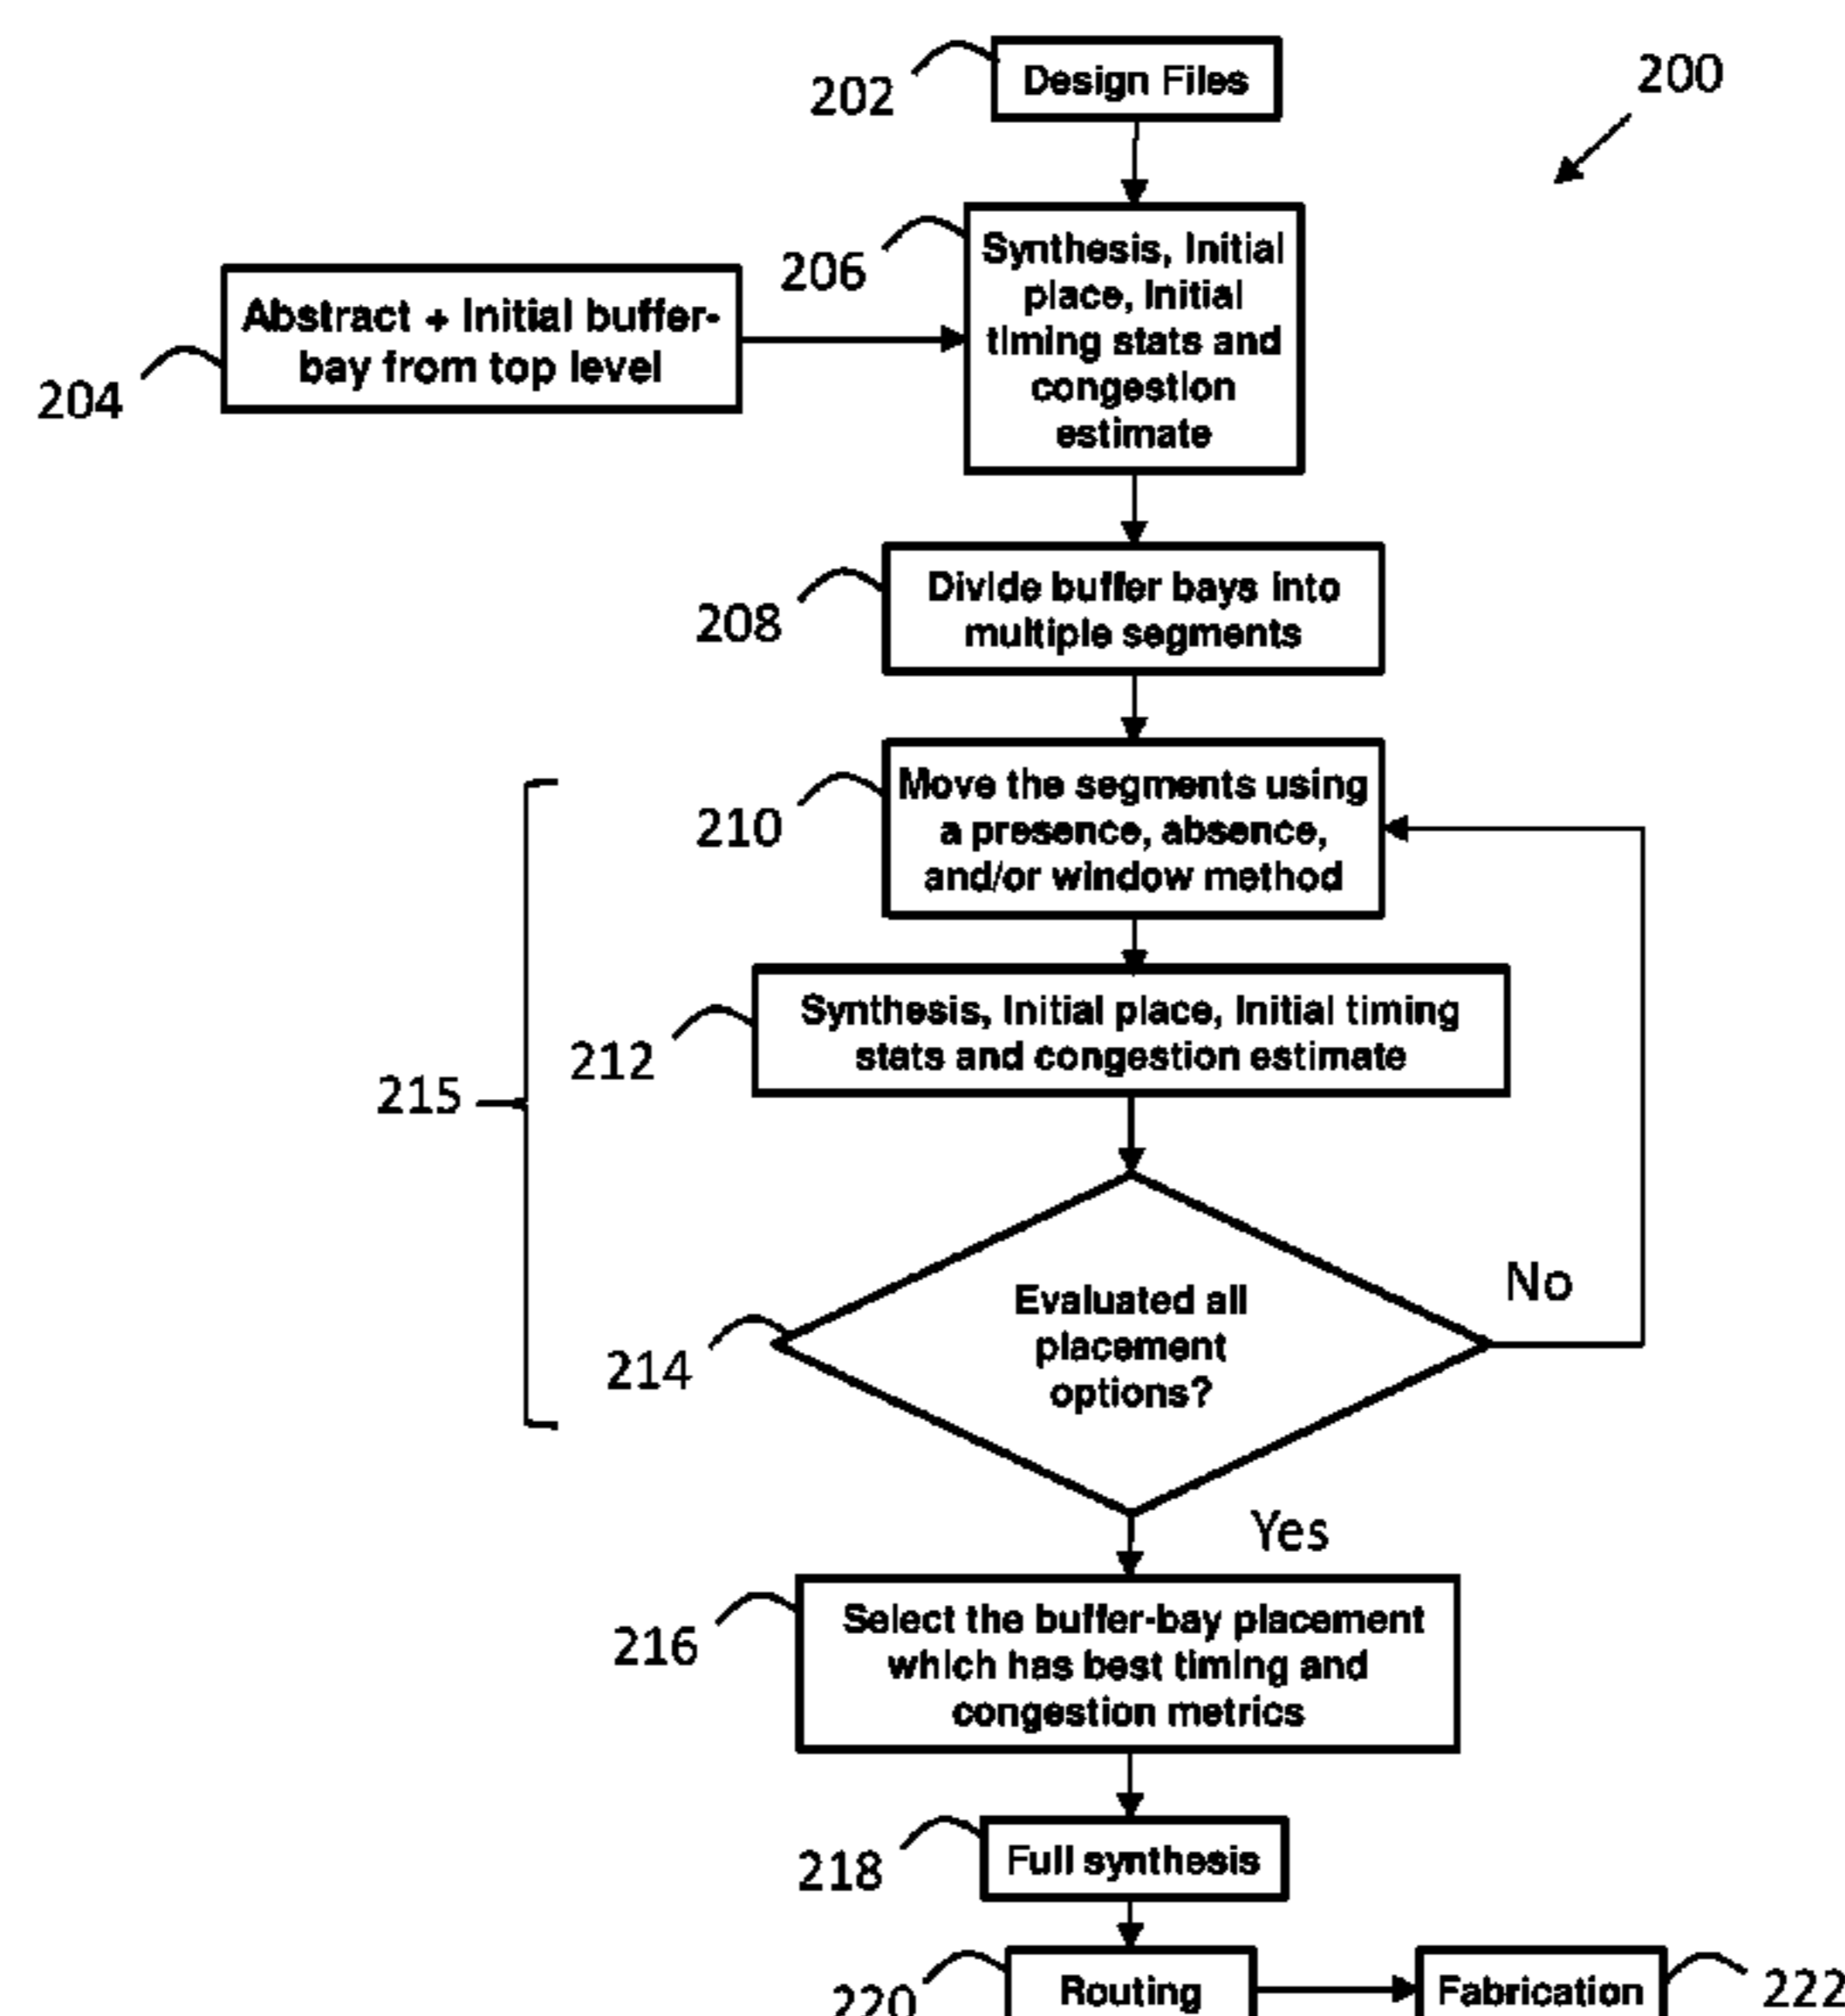 200
202
Design Files
206
Synthesis, Initial
place, Initial
timing stats and
congestion
estimate
204
Abstract + Initial buffer-
bay from top level
208
Divide buffer bays into
multiple segments
210
Move the segments using
a presence, absence,
and/or window method
212
Synthesis, Initial place, Initial timing
stats and congestion estimate
215
214
Evaluated all
placement
options?
No
Yes
216
Select the buffer-bay placement
which has best timing and
congestion metrics
218
Full synthesis
220
Routing
Fabrication
222